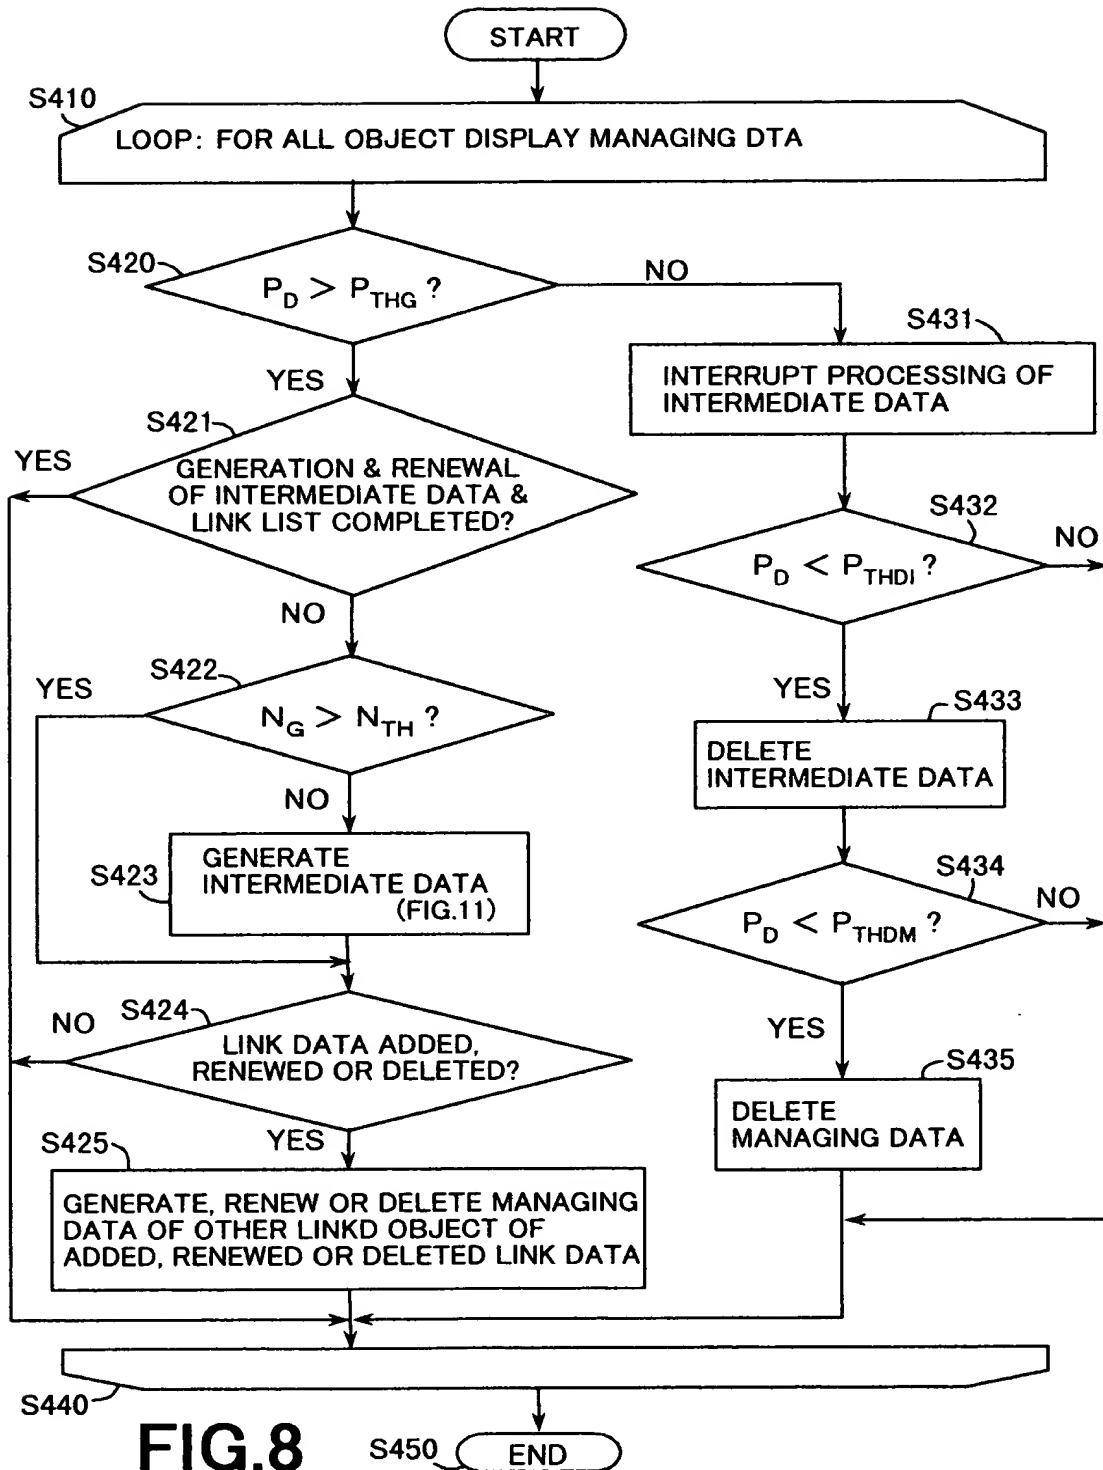 START
S410
LOOP: FOR ALL OBJECT DISPLAY MANAGING DTA
S420
P_D > P_THG ?
NO
YES
S431
INTERRUPT PROCESSING OF
INTERMEDIATE DATA
S421
YES
GENERATION & RENEWAL
OF INTERMEDIATE DATA &
LINK LIST COMPLETED?
NO
S432
NO
P_D < P_THDI ?
YES
S422
YES
N_G > N_TH ?
NO
S433
DELETE
INTERMEDIATE DATA
S423
GENERATE
INTERMEDIATE DATA
(FIG.11)
S434
NO
P_D < P_THDM ?
YES
S424
NO
LINK DATA ADDED,
RENEWED OR DELETED?
YES
S435
DELETE
MANAGING DATA
S425
GENERATE, RENEW OR DELETE MANAGING
DATA OF OTHER LINKD OBJECT OF
ADDED, RENEWED OR DELETED LINK DATA
S440
FIG.8
S450
END